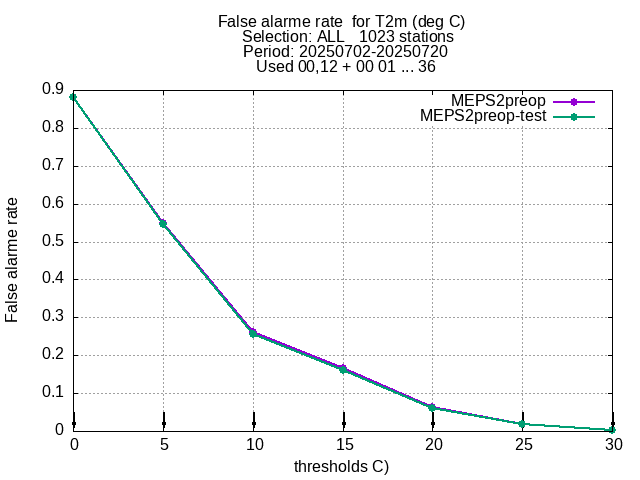 False alarme rate  for T2m (deg C)
Selection: ALL   1023 stations
Period: 20250702-20250720
Used 00,12 + 00 01 ... 36
MEPS2preop
MEPS2preop-test
0.9
0.8
0.7
0.6
0.5
0.4
0.3
0.2
0.1
0
False alarme rate
0 5 10 15 20 25 30
thresholds C)